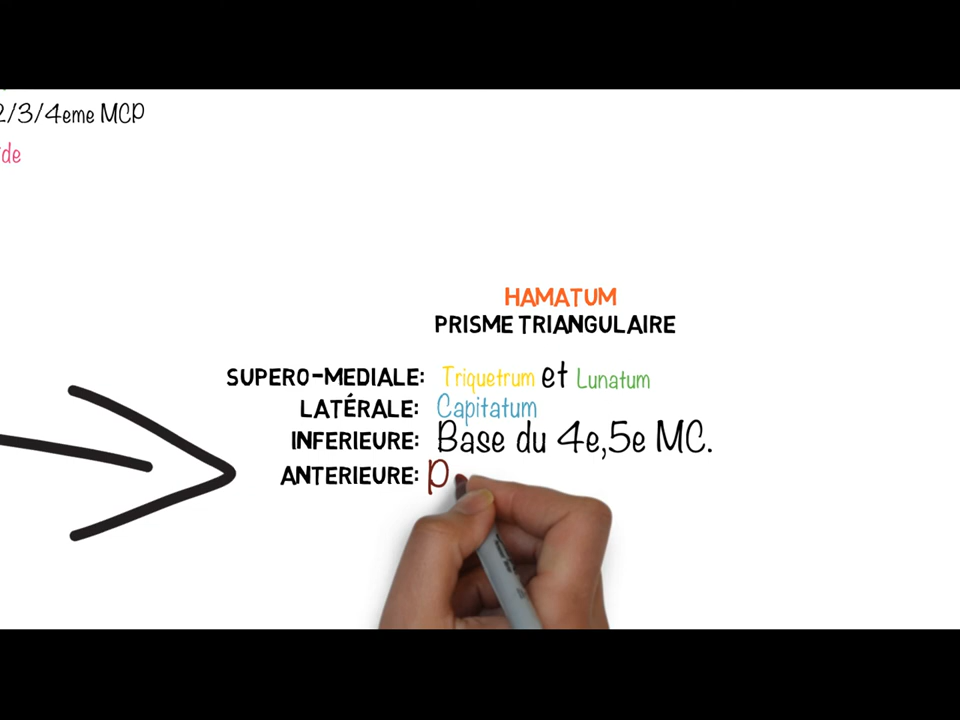 2/3/4eme MCP
ide
HAMATUM
PRISME TRIANGULAIRE
SUPERO-MEDIALE: Triquetrum et Lunatum
LATÉRALE: Capitatum
INFERIEURE: Base du 4e,5e MC.
ANTERIEURE: P